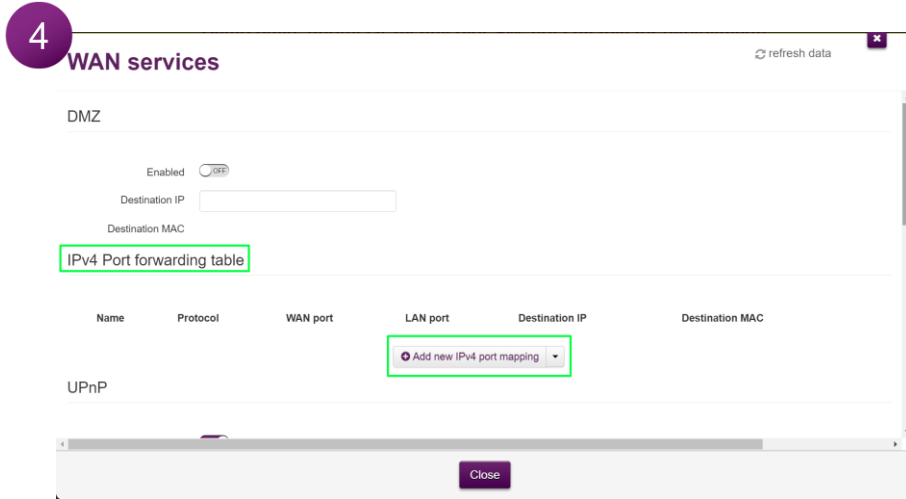 4
WAN services
refresh data
DMZ
Enabled OFF
Destination IP
Destination MAC
IPv4 Port forwarding table
Name Protocol WAN port LAN port Destination IP Destination MAC
Add new IPv4 port mapping
UPnP
Close